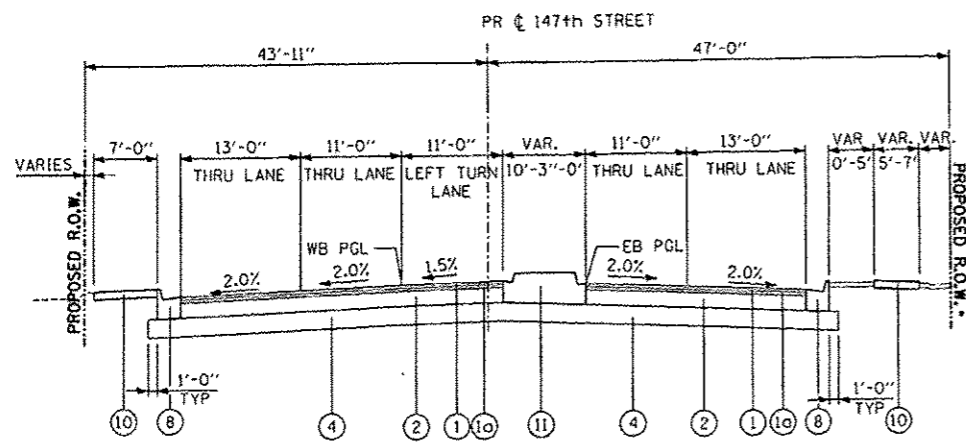 PR ℄ 147th STREET
43'-11" 47'-0"
7'-0" 13'-0" 11'-0" 11'-0" VAR. 11'-0" 13'-0" VAR. VAR. VAR.
VARIES THRU LANE THRU LANE LEFT TURN LANE 10'-3"-0' THRU LANE THRU LANE 0'-5' 5'-7'
PROPOSED R.O.W.
WB PGL EB PGL
2.0% 2.0% 1.5% 2.0% 2.0%
PROPOSED R.O.W.*
1'-0" TYP 1'-0" TYP
10 8 4 2 1 1a 11 4 2 1 1a 8 10